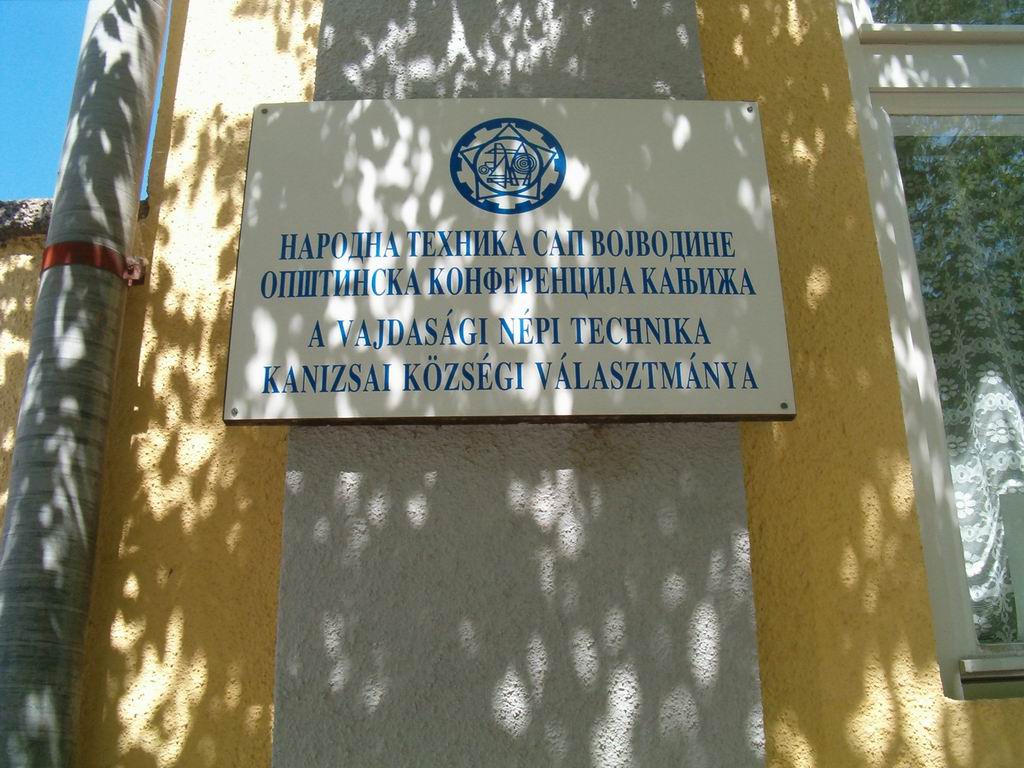 НАРОДНА ТЕХНИКА САП ВОЈВОДИНЕ
ОПШТИНСКА КОНФЕРЕНЦИЈА КАЊИЖА
A VAJDASÁGI NÉPI TECHNIKA
KANIZSAI KÖZSÉGI VÁLASZTMÁNYA